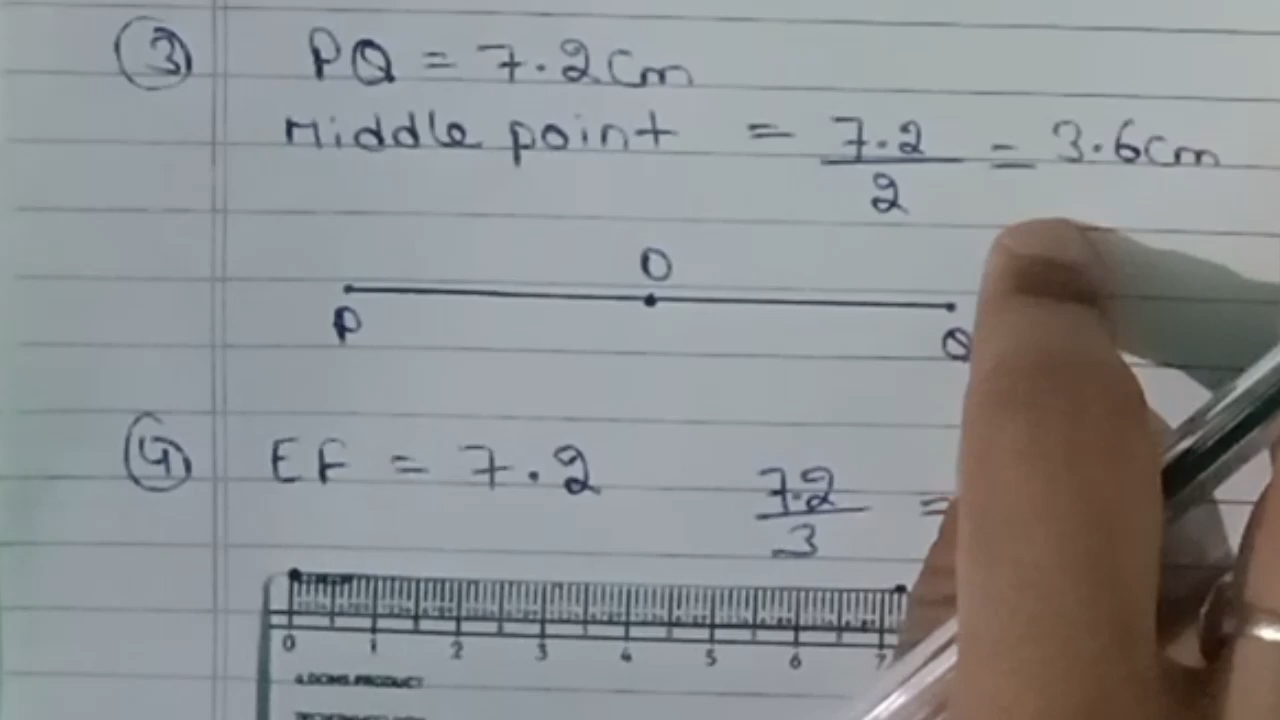 ③ PQ = 7.2cm
Middle point = 7.2/2 = 3.6cm
O
P Q
④ EF = 7.2 7.2/3 =
0 1 2 3 4 5 6 7